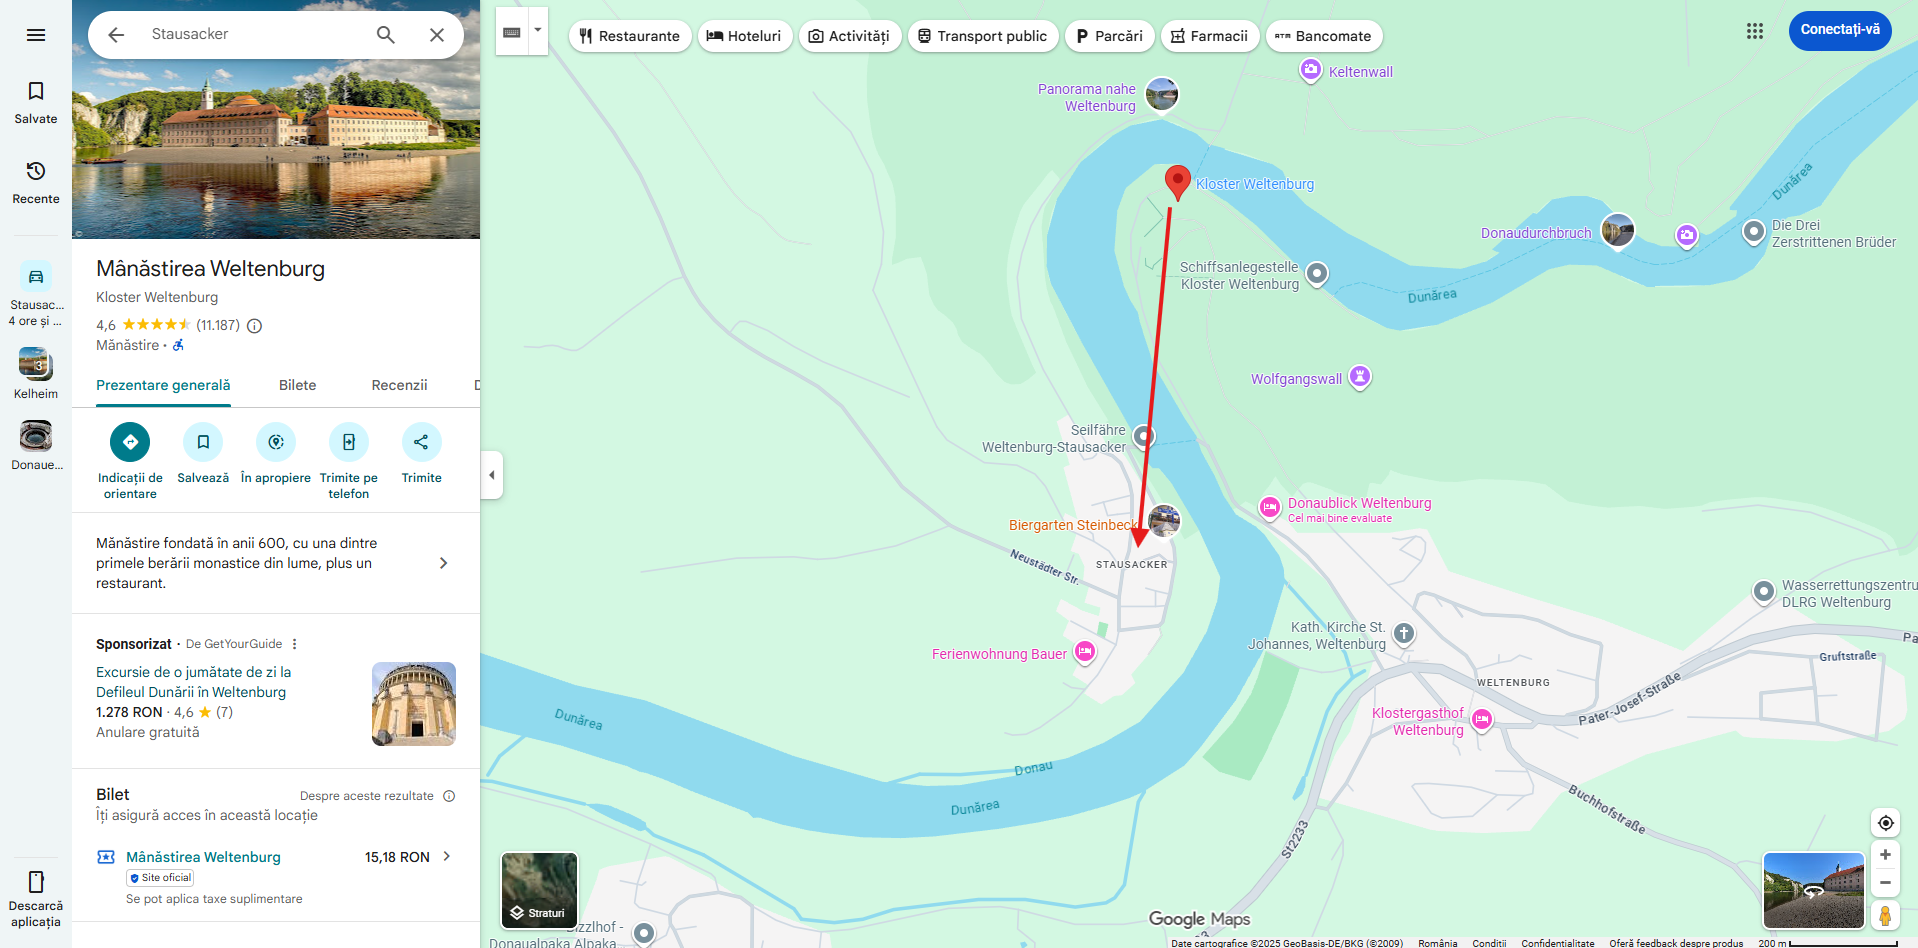 Stausacker
Salvate
Recente
Stausac...
4 ore și ...
3
Kelheim
Donaue...
Descarcă
aplicația
©
Mânăstirea Weltenburg
Kloster Weltenburg
4,6 (11.187)
Mănăstire •
Prezentare generală
Bilete
Recenzii
Indicații de
orientare
Salvează
În apropiere
Trimite pe
telefon
Trimite
Mănăstire fondată în anii 600, cu una dintre
primele berării monastice din lume, plus un
restaurant.
Sponsorizat · De GetYourGuide
Excursie de o jumătate de zi la
Defileul Dunării în Weltenburg
1.278 RON · 4,6 (7)
Anulare gratuită
Bilet
Despre aceste rezultate
Îți asigură acces în această locație
Mânăstirea Weltenburg
15,18 RON
Site oficial
Se pot aplica taxe suplimentare
Restaurante
Hoteluri
Activități
Transport public
P Parcări
Farmacii
ATM Bancomate
Conectați-vă
Panorama nahe
Weltenburg
Keltenwall
Kloster Weltenburg
Dunărea
Donaudurchbruch
Die Drei
Zerstrittenen Brüder
Schiffsanlegestelle
Kloster Weltenburg
Dunărea
Wolfgangswall
Seilfähre
Weltenburg-Stausacker
Donaublick Weltenburg
Cel mai bine evaluate
Biergarten Steinbeck
STAUSACKER
Neustädter Str.
Wasserrettungszentru
DLRG Weltenburg
Kath. Kirche St.
Johannes, Weltenburg
Pa
Gruftstraße
Ferienwohnung Bauer
WELTENBURG
Pater-Josef-Straße
Klostergasthof
Weltenburg
Dunărea
Donau
Dunărea
Buchhofstraße
St2233
Straturi
Bizzlhof -
Donaualpaka Alpaka
2233
Google Maps
Date cartografice ©2025 GeoBasis-DE/BKG (©2009)
România
Condiții
Confidențialitate
Oferă feedback despre produs
200 m